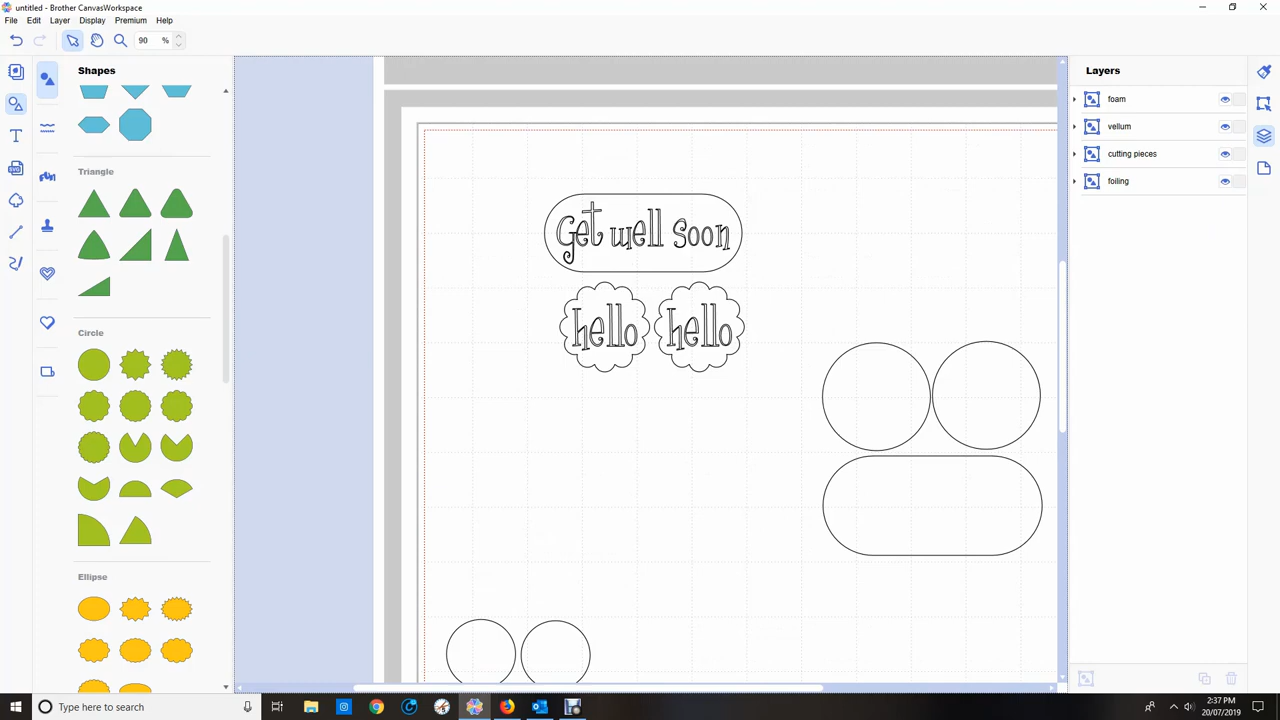 untitled - Brother CanvasWorkspace
File Edit Layer Display Premium Help
90 %
Shapes
Triangle
Circle
Ellipse
Get well soon
hello hello
Layers
foam
vellum
cutting pieces
foiling
Type here to search
2:37 PM
20/07/2019